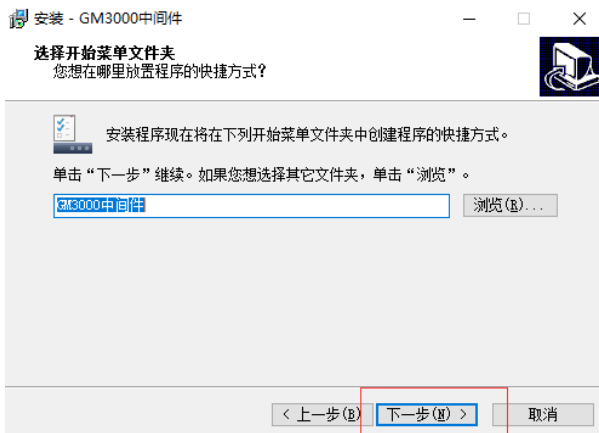 安装 - GM3000中间件
选择开始菜单文件夹
您想在哪里放置程序的快捷方式?
安装程序现在将在下列开始菜单文件夹中创建程序的快捷方式。
单击“下一步”继续。如果您想选择其它文件夹，单击“浏览”。
GM3000中间件
浏览(R)...
< 上一步(B)
下一步(N) >
取消